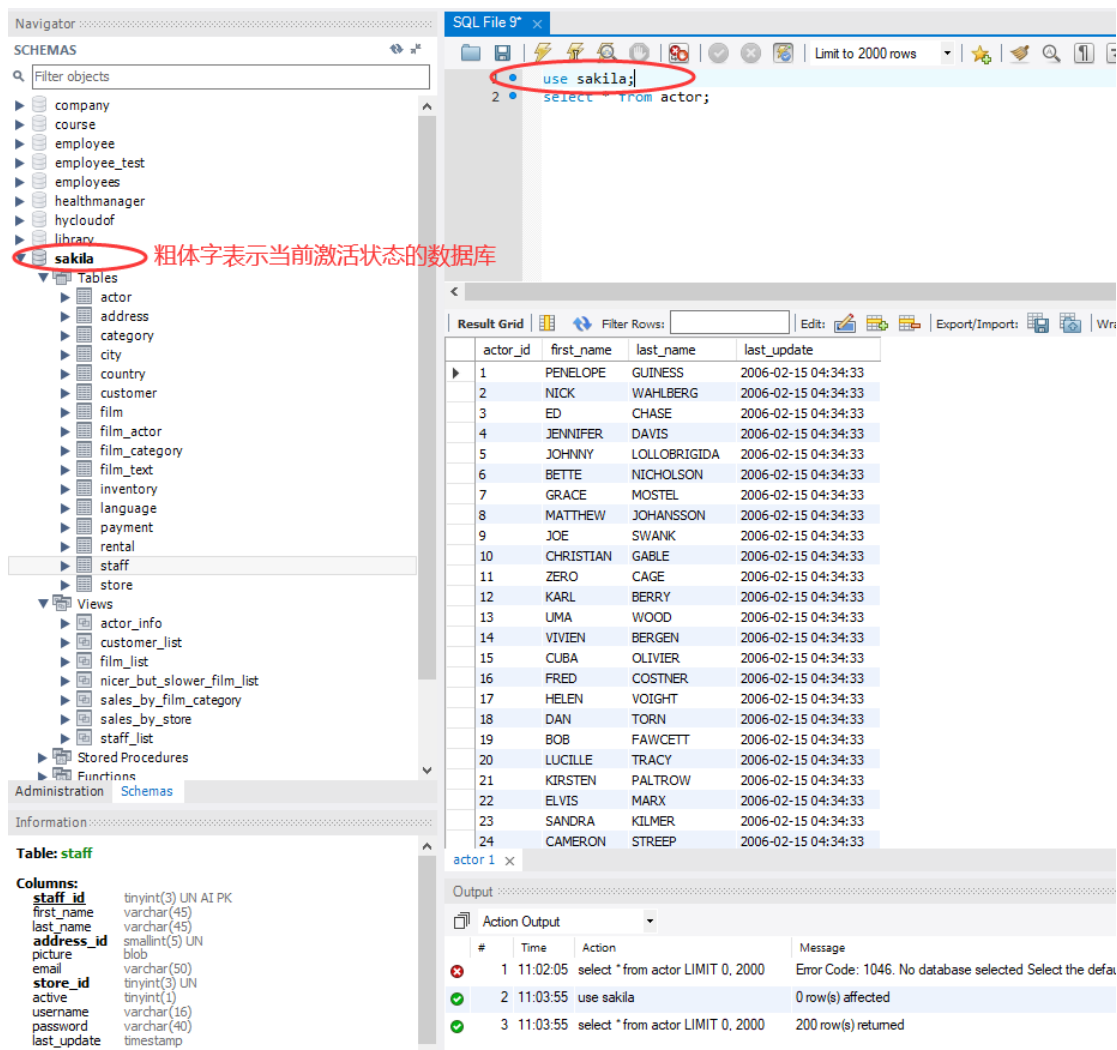 Navigator
SCHEMAS
Filter objects
company
course
employee
employee_test
employees
healthmanager
hycloudof
library
sakila
粗体字表示当前激活状态的数据库
Tables
actor
address
category
city
country
customer
film
film_actor
film_category
film_text
inventory
language
payment
rental
staff
store
Views
actor_info
customer_list
film_list
nicer_but_slower_film_list
sales_by_film_category
sales_by_store
staff_list
Stored Procedures
Functions
Administration Schemas
Information
Table: staff
Columns:
staff_id tinyint(3) UN AI PK
first_name varchar(45)
last_name varchar(45)
address_id smallint(5) UN
picture blob
email varchar(50)
store_id tinyint(3) UN
active tinyint(1)
username varchar(16)
password varchar(40)
last_update timestamp
SQL File 9*
Limit to 2000 rows
1 use sakila;
2 select * from actor;
Result Grid Filter Rows: Edit: Export/Import: Wra
actor_id first_name last_name last_update
1 PENELOPE GUINESS 2006-02-15 04:34:33
2 NICK WAHLBERG 2006-02-15 04:34:33
3 ED CHASE 2006-02-15 04:34:33
4 JENNIFER DAVIS 2006-02-15 04:34:33
5 JOHNNY LOLLOBRIGIDA 2006-02-15 04:34:33
6 BETTE NICHOLSON 2006-02-15 04:34:33
7 GRACE MOSTEL 2006-02-15 04:34:33
8 MATTHEW JOHANSSON 2006-02-15 04:34:33
9 JOE SWANK 2006-02-15 04:34:33
10 CHRISTIAN GABLE 2006-02-15 04:34:33
11 ZERO CAGE 2006-02-15 04:34:33
12 KARL BERRY 2006-02-15 04:34:33
13 UMA WOOD 2006-02-15 04:34:33
14 VIVIEN BERGEN 2006-02-15 04:34:33
15 CUBA OLIVIER 2006-02-15 04:34:33
16 FRED COSTNER 2006-02-15 04:34:33
17 HELEN VOIGHT 2006-02-15 04:34:33
18 DAN TORN 2006-02-15 04:34:33
19 BOB FAWCETT 2006-02-15 04:34:33
20 LUCILLE TRACY 2006-02-15 04:34:33
21 KIRSTEN PALTROW 2006-02-15 04:34:33
22 ELVIS MARX 2006-02-15 04:34:33
23 SANDRA KILMER 2006-02-15 04:34:33
24 CAMERON STREEP 2006-02-15 04:34:33
actor 1
Output
Action Output
# Time Action Message
1 11:02:05 select * from actor LIMIT 0, 2000 Error Code: 1046. No database selected Select the defau
2 11:03:55 use sakila 0 row(s) affected
3 11:03:55 select * from actor LIMIT 0, 2000 200 row(s) returned